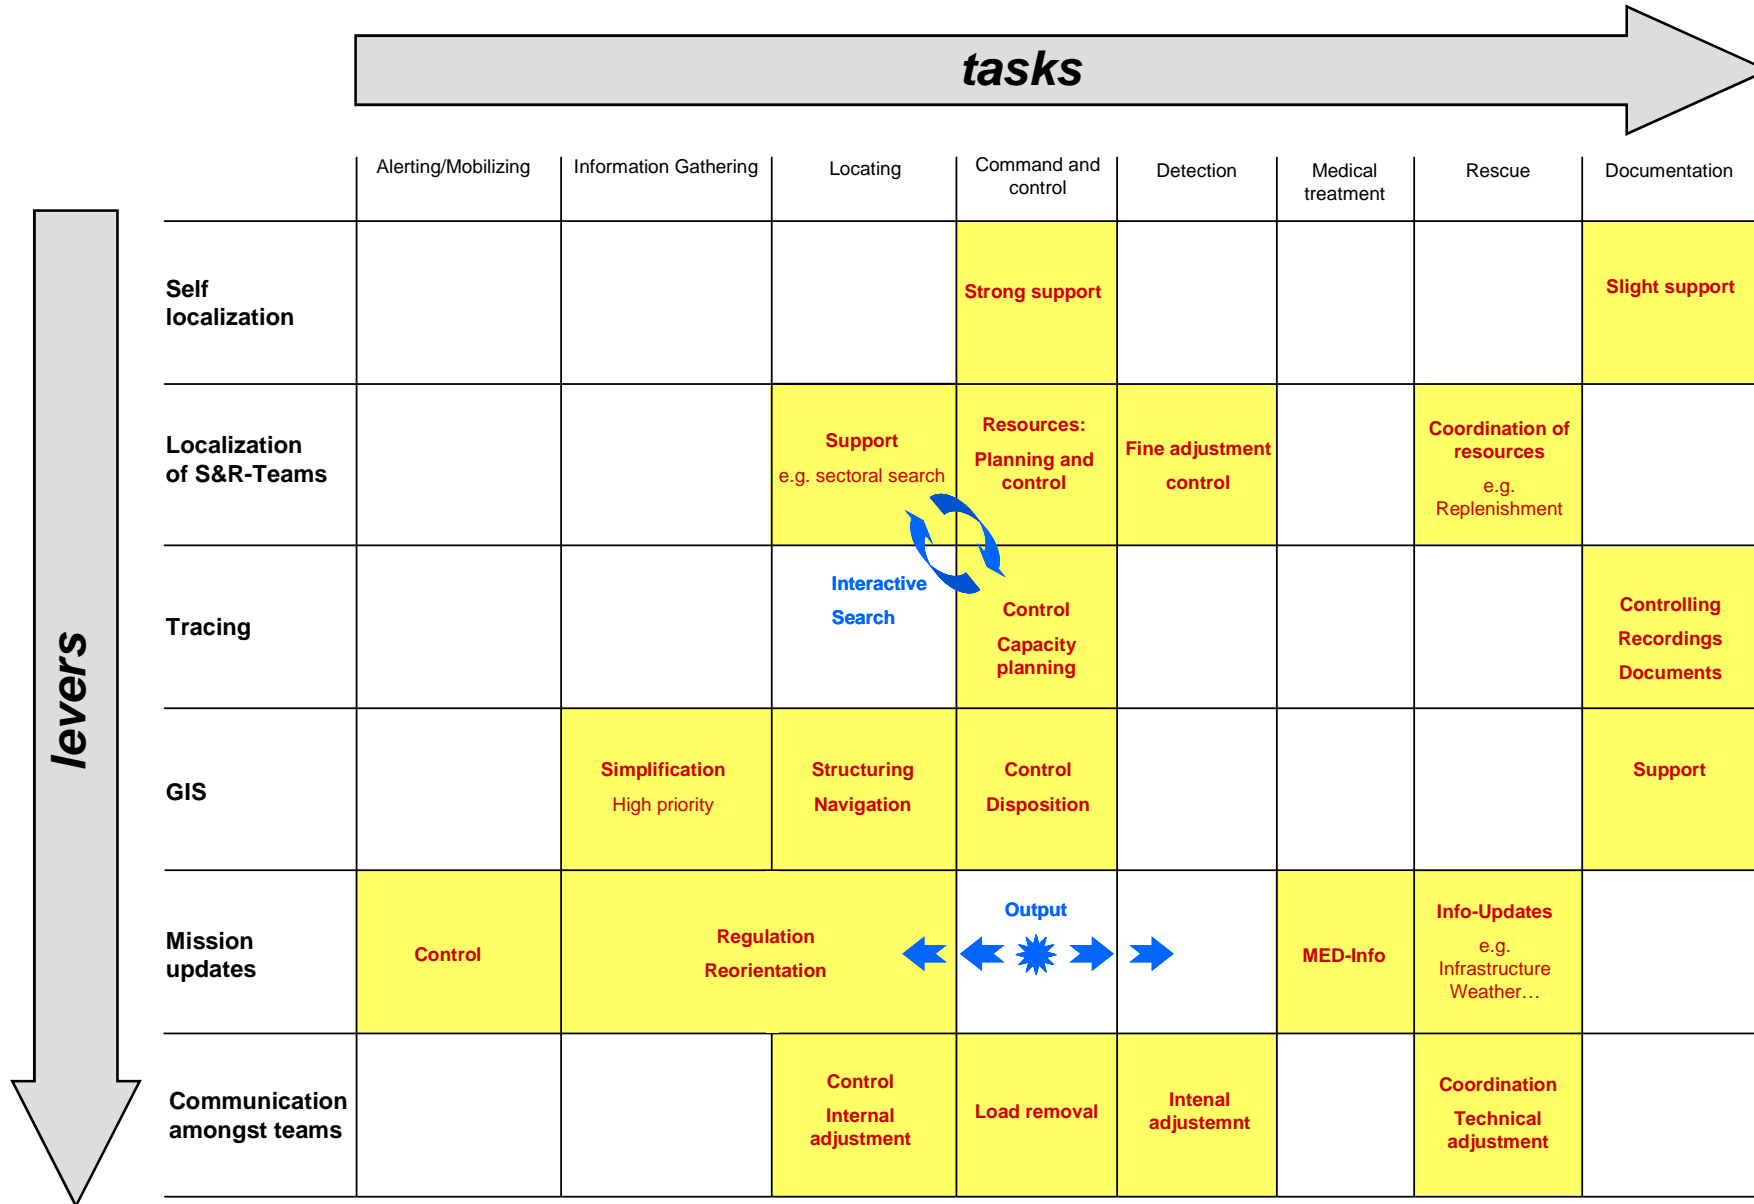 tasks
Alerting/Mobilizing
Information Gathering
Locating
Command and
control
Detection
Medical
treatment
Rescue
Documentation
levers
Self
localization
Strong support
Slight support
Localization
of S&R-Teams
Support
e.g. sectoral search
Resources:
Planning and
control
Fine adjustment
control
Coordination of
resources
e.g.
Replenishment
Tracing
Interactive
Search
Control
Capacity
planning
Controlling
Recordings
Documents
GIS
Simplification
High priority
Structuring
Navigation
Control
Disposition
Support
Mission
updates
Control
Regulation
Reorientation
Output
MED-Info
Info-Updates
e.g.
Infrastructure
Weather…
Communication
amongst teams
Control
Internal
adjustment
Load removal
Intenal
adjustemnt
Coordination
Technical
adjustment